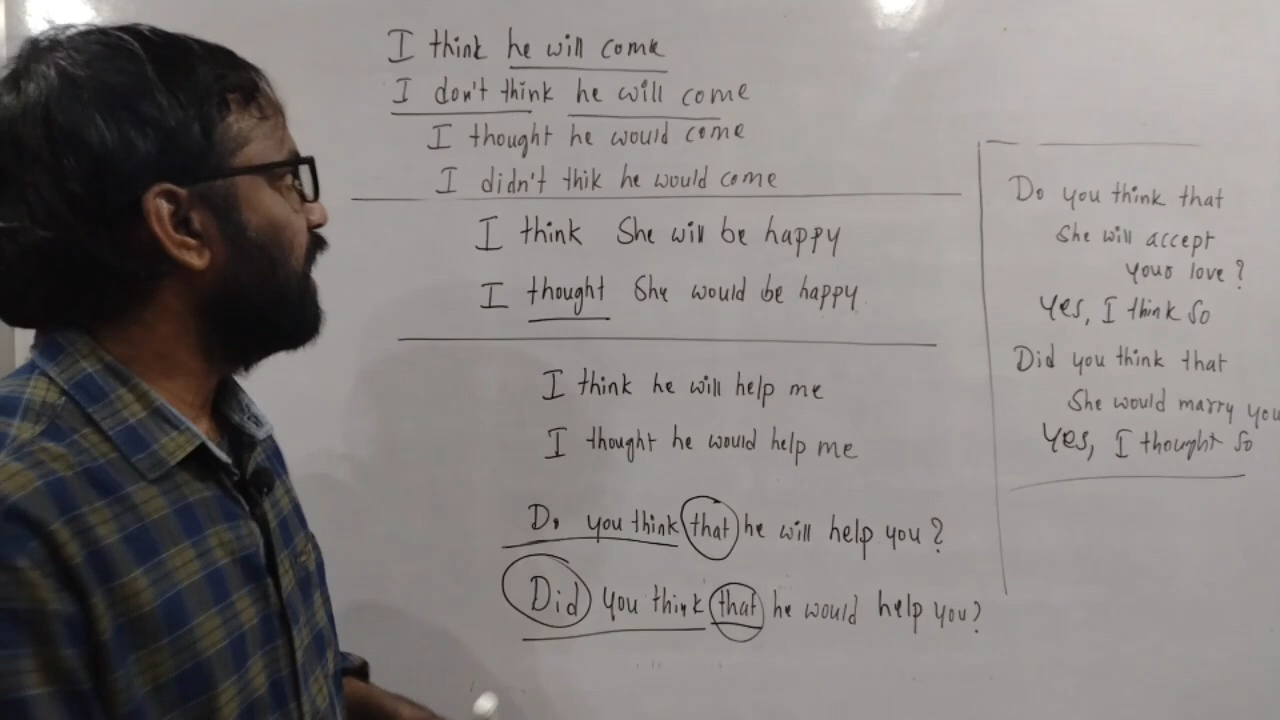 I think he will come
I don't think he will come
I thought he would come
I didn't thik he would come
I think She will be happy
I thought She would be happy
I think he will help me
I thought he would help me
Do you think that he will help you?
Did you think that he would help you?
Do you think that
She will accept
your love?
Yes, I think So
Did you think that
She would marry you
Yes, I thought So